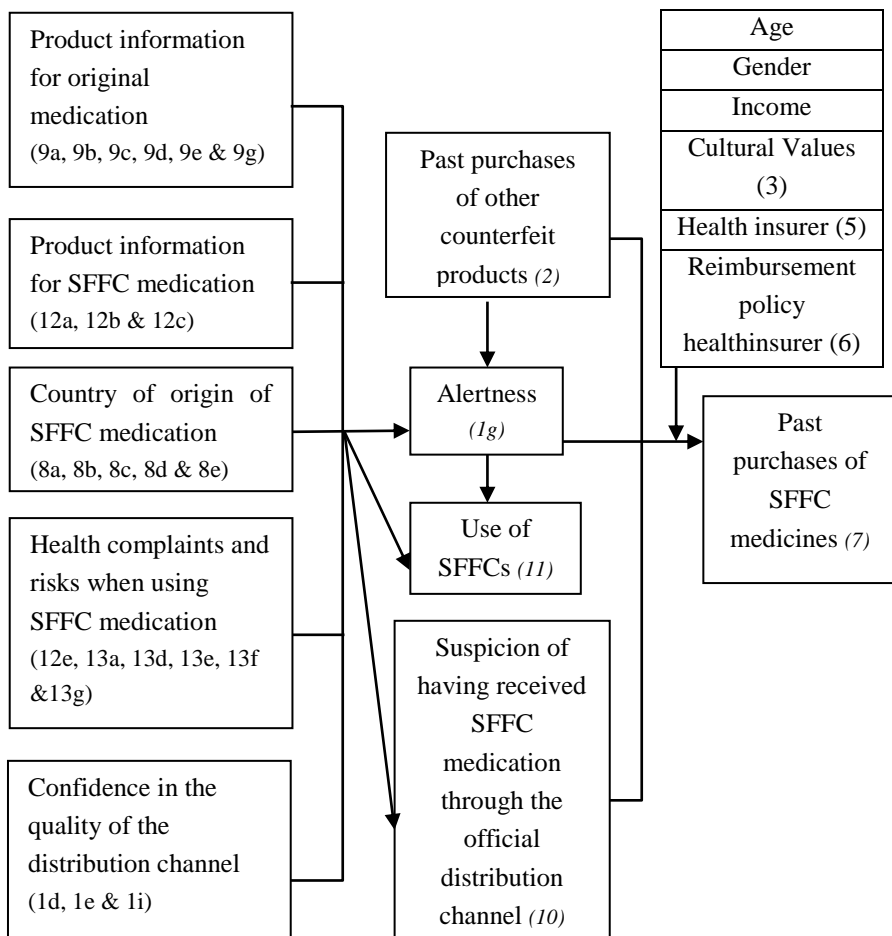 Product information
for original
medication
(9a, 9b, 9c, 9d, 9e & 9g)
Product information
for SFFC medication
(12a, 12b & 12c)
Country of origin of
SFFC medication
(8a, 8b, 8c, 8d & 8e)
Health complaints and
risks when using
SFFC medication
(12e, 13a, 13d, 13e, 13f
&13g)
Confidence in the
quality of the
distribution channel
(1d, 1e & 1i)
Past purchases
of other
counterfeit
products (2)
Alertness
(1g)
Use of
SFFCs (11)
Suspicion of
having received
SFFC
medication
through the
official
distribution
channel (10)
Age
Gender
Income
Cultural Values
(3)
Health insurer (5)
Reimbursement
policy
healthinsurer (6)
Past
purchases of
SFFC
medicines (7)